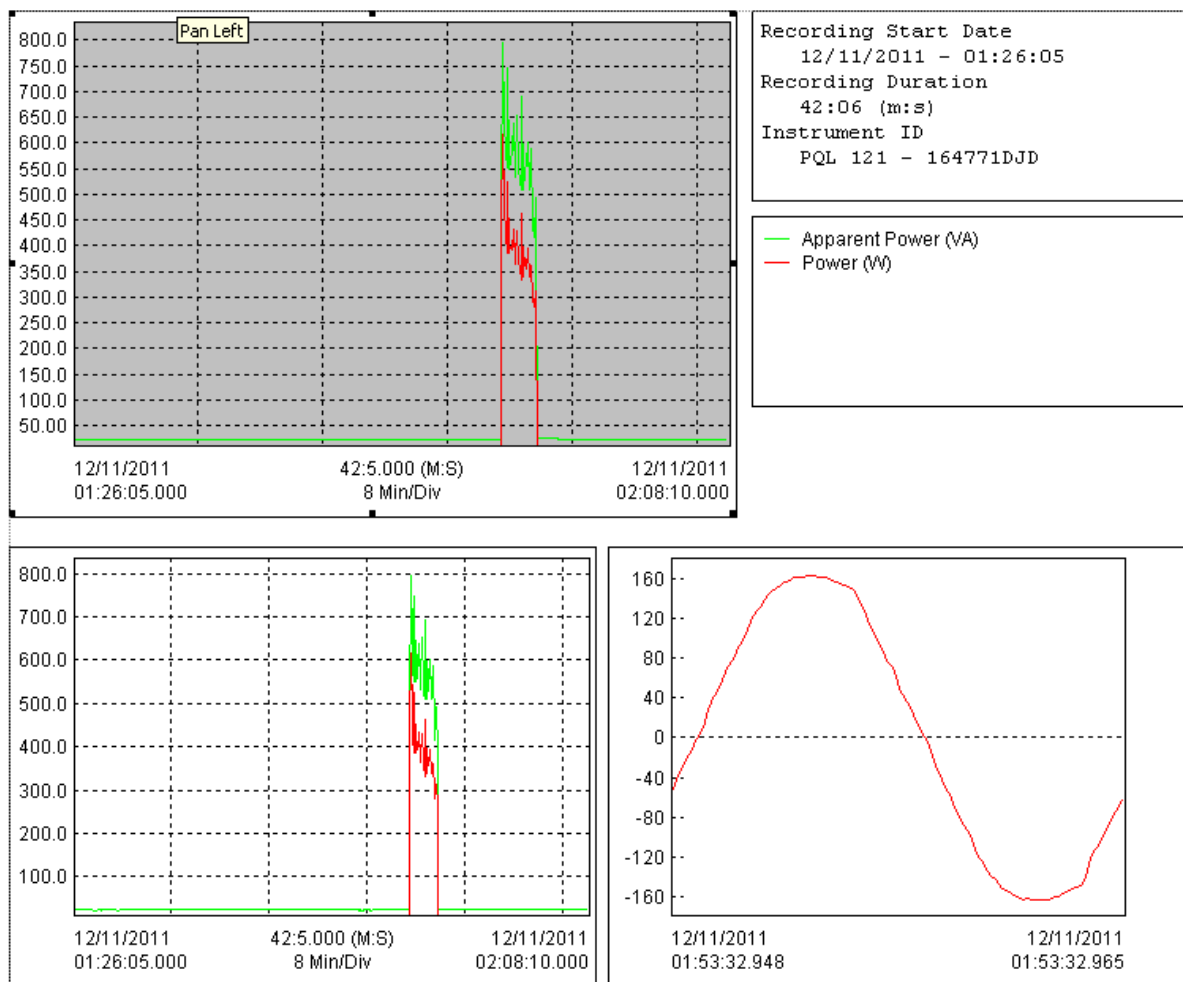 Pan Left
800.0
750.0
700.0
650.0
600.0
550.0
500.0
450.0
400.0
350.0
300.0
250.0
200.0
150.0
100.0
50.00
12/11/2011 42:5.000 (M:S) 12/11/2011
01:26:05.000 8 Min/Div 02:08:10.000
Recording Start Date
12/11/2011 - 01:26:05
Recording Duration
42:06 (m:s)
Instrument ID
PQL 121 - 164771DJD
Apparent Power (VA)
Power (W)
800.0
700.0
600.0
500.0
400.0
300.0
200.0
100.0
12/11/2011 42:5.000 (M:S) 12/11/2011
01:26:05.000 8 Min/Div 02:08:10.000
160
120
80
40
0
-40
-80
-120
-160
12/11/2011 12/11/2011
01:53:32.948 01:53:32.965